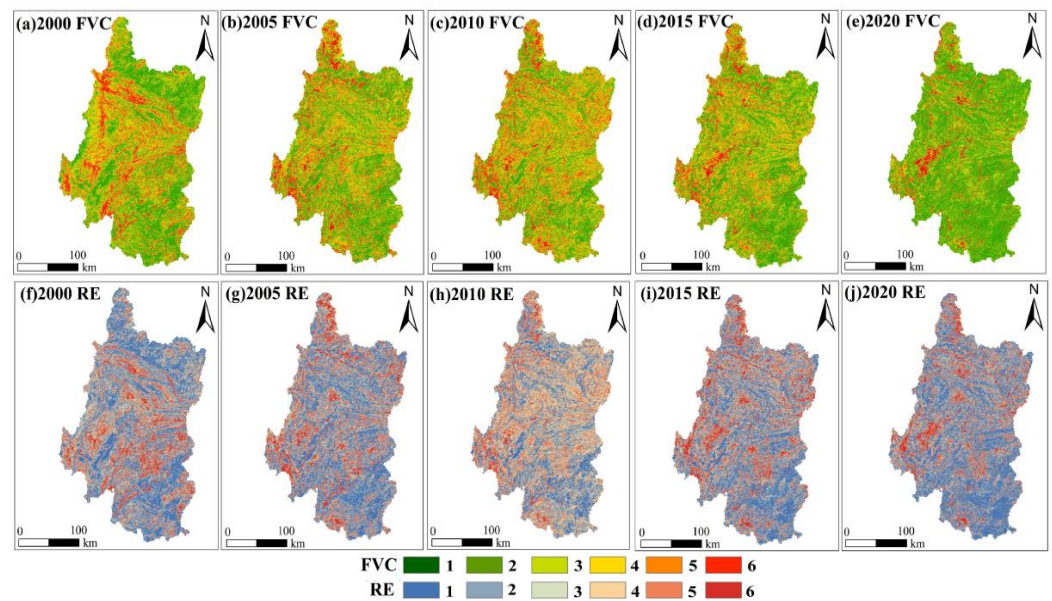 (a)2000 FVC
N
0 100
km
(b)2005 FVC
N
0 100
km
(c)2010 FVC
N
0 100
km
(d)2015 FVC
N
0 100
km
(e)2020 FVC
N
0 100
km
(f)2000 RE
N
0 100
km
(g)2005 RE
N
0 100
km
(h)2010 RE
N
0 100
km
(i)2015 RE
N
0 100
km
(j)2020 RE
N
0 100
km
FVC 1 2 3 4 5 6
RE 1 2 3 4 5 6